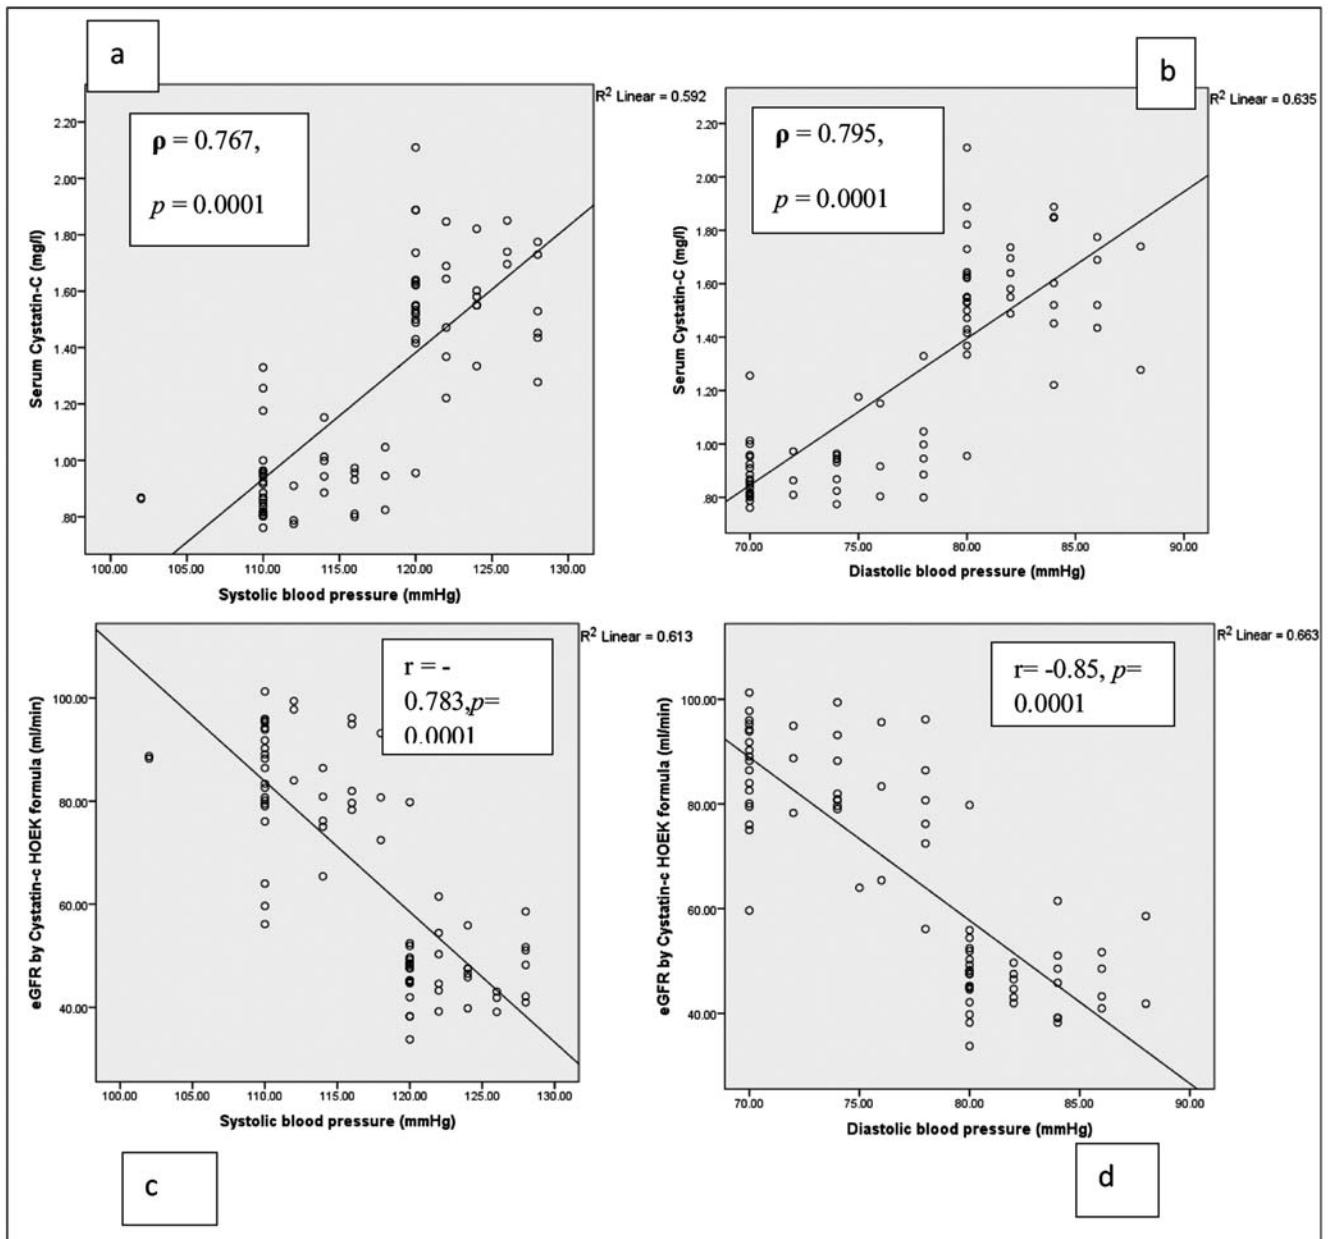 a
R² Linear = 0.592
ρ = 0.767,
p = 0.0001
2.20
2.00
1.80
1.60
1.40
1.20
1.00
.80
Serum Cystatin-C (mg/l)
100.00 105.00 110.00 115.00 120.00 125.00 130.00
Systolic blood pressure (mmHg)
b
R² Linear = 0.635
ρ = 0.795,
p = 0.0001
2.20
2.00
1.80
1.60
1.40
1.20
1.00
.80
Serum Cystatin-C (mg/l)
70.00 75.00 80.00 85.00 90.00
Diastolic blood pressure (mmHg)
R² Linear = 0.613
r = -
0.783,p=
0.0001
100.00
80.00
60.00
40.00
eGFR by Cystatin-c HOEK formula (ml/min)
100.00 105.00 110.00 115.00 120.00 125.00 130.00
Systolic blood pressure (mmHg)
c
R² Linear = 0.663
r= -0.85, p=
0.0001
100.00
80.00
60.00
40.00
eGFR by Cystatin-c HOEK formula (ml/min)
70.00 75.00 80.00 85.00 90.00
Diastolic blood pressure (mmHg)
d